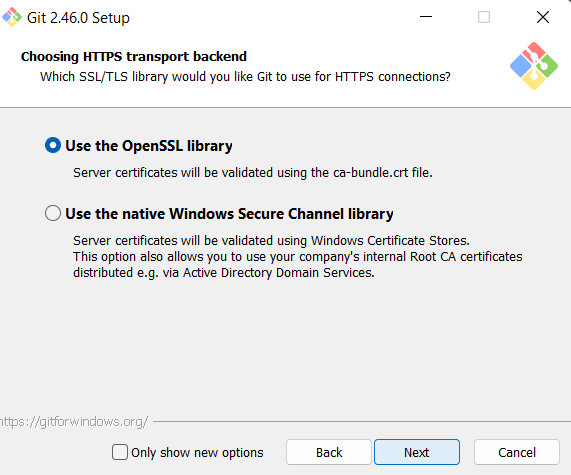 Git 2.46.0 Setup
Choosing HTTPS transport backend
Which SSL/TLS library would you like Git to use for HTTPS connections?
Use the OpenSSL library
Server certificates will be validated using the ca-bundle.crt file.
Use the native Windows Secure Channel library
Server certificates will be validated using Windows Certificate Stores.
This option also allows you to use your company's internal Root CA certificates
distributed e.g. via Active Directory Domain Services.
https://gitforwindows.org/
Only show new options
Back
Next
Cancel